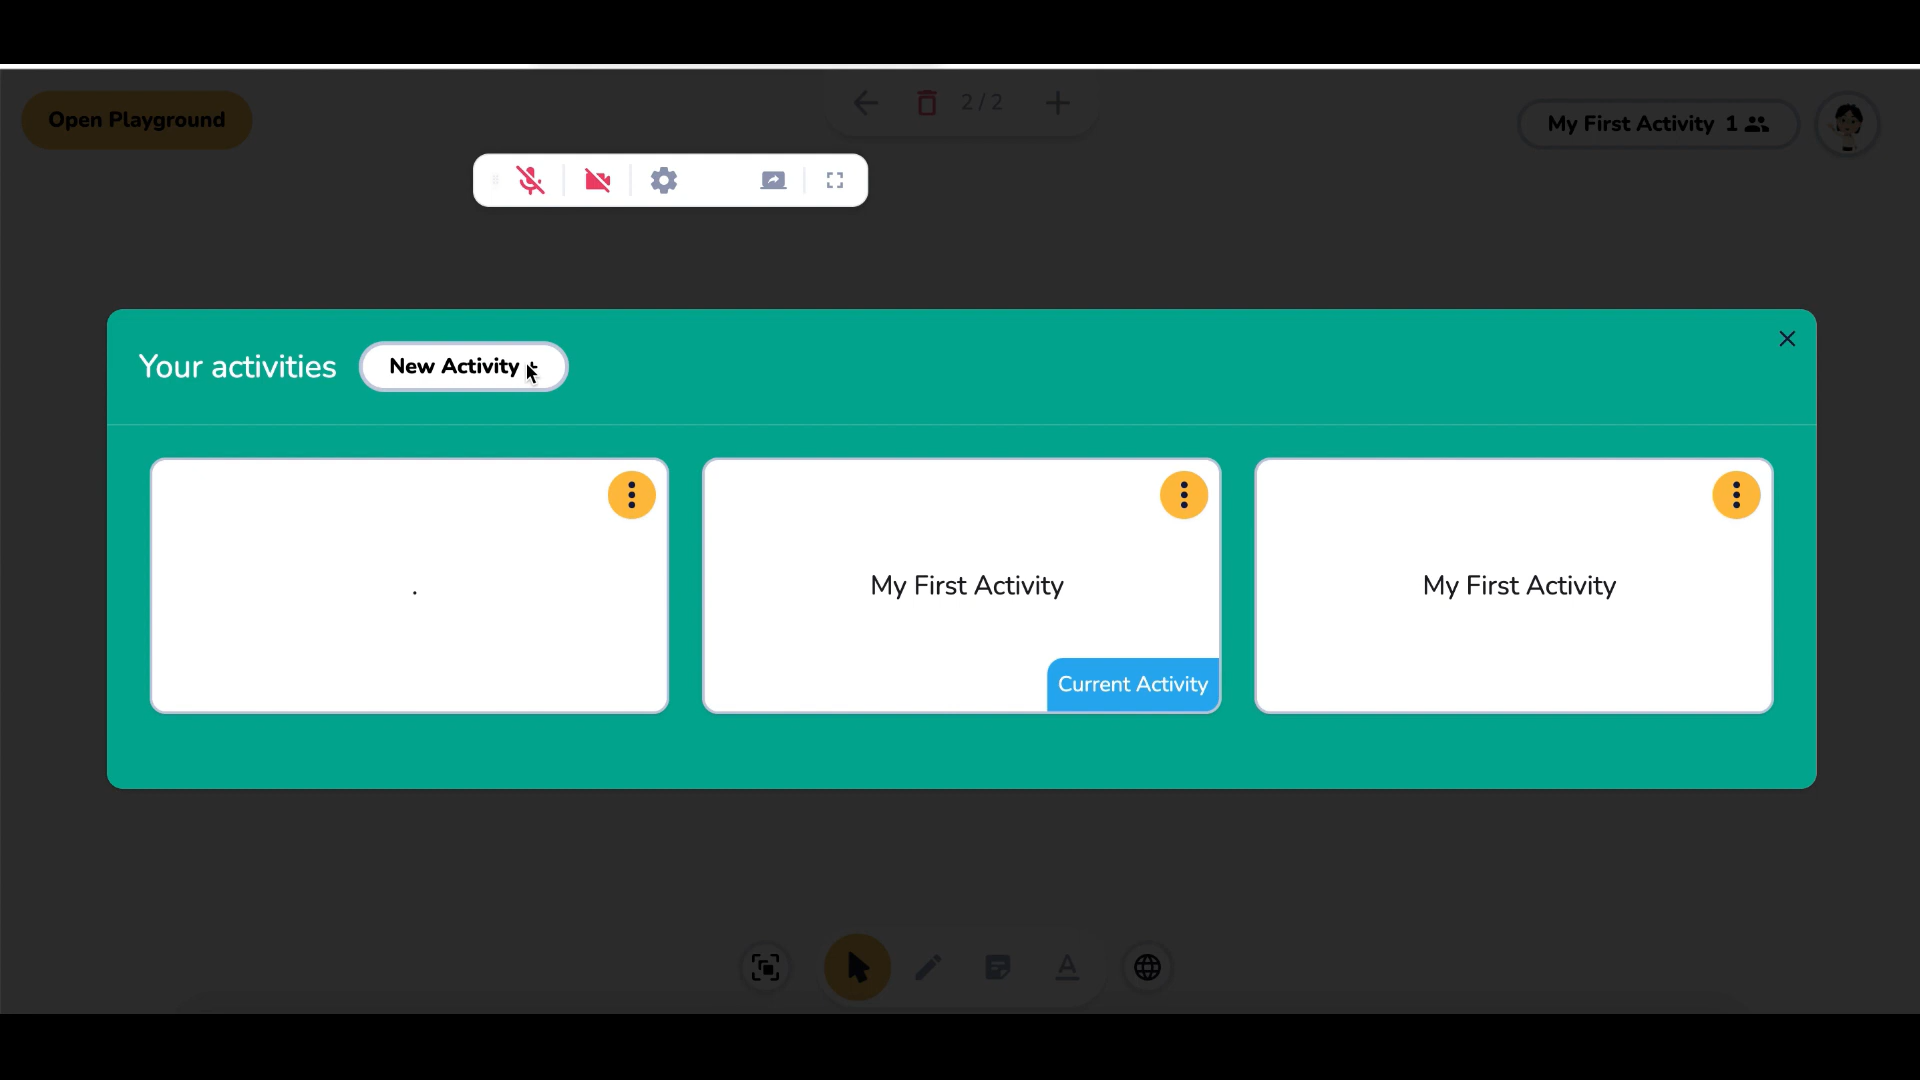 Open Playground
2 / 2
My First Activity 1
Your activities
New Activity
.
My First Activity
My First Activity
Current Activity